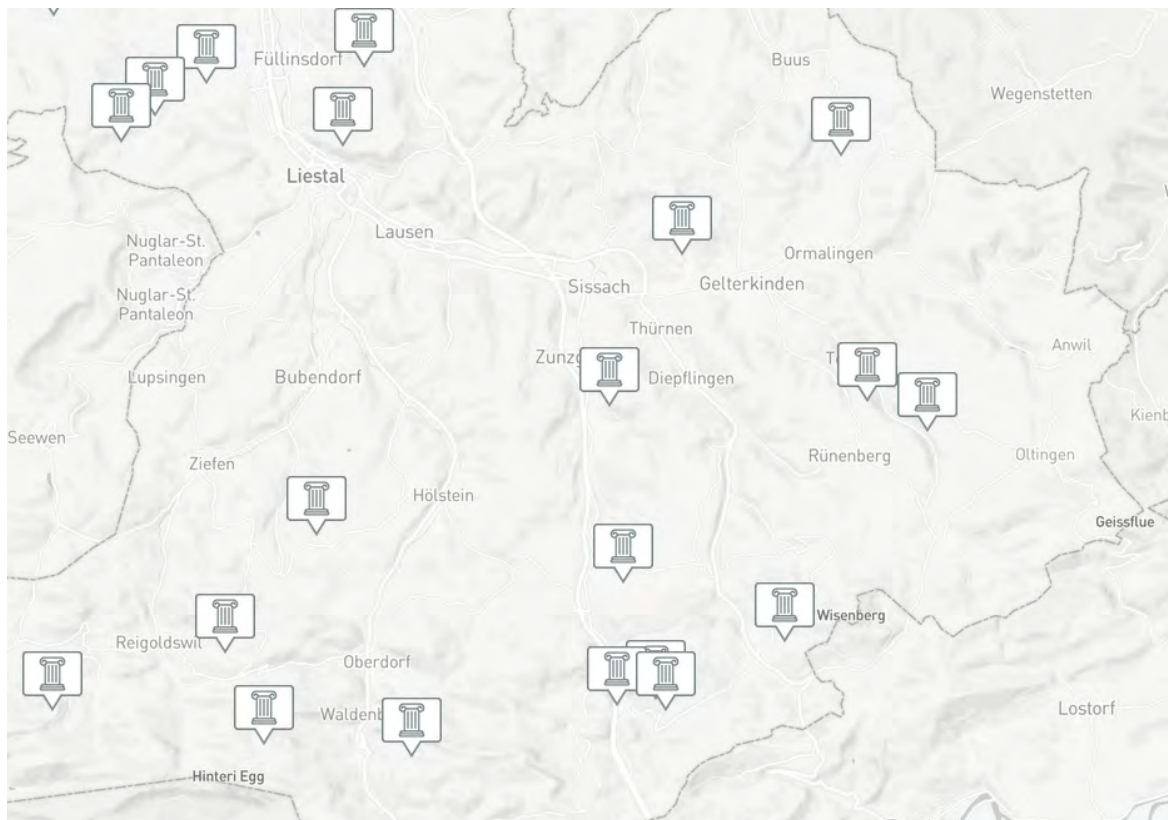 Füllinsdorf
Buus
Wegenstetten
Liestal
Lausen
Nuglar-St.
Pantaleon
Ormalingen
Sissach
Gelterkinden
Nuglar-St.
Pantaleon
Thürnen
Anwil
Zunzg
Diepflingen
T
Lupsingen
Bubendorf
Kienb
Seewen
Ziefen
Rünenberg
Oltingen
Hölstein
Geissflue
Wisenberg
Reigoldswil
Oberdorf
Waldenb
Lostorf
Hinteri Egg